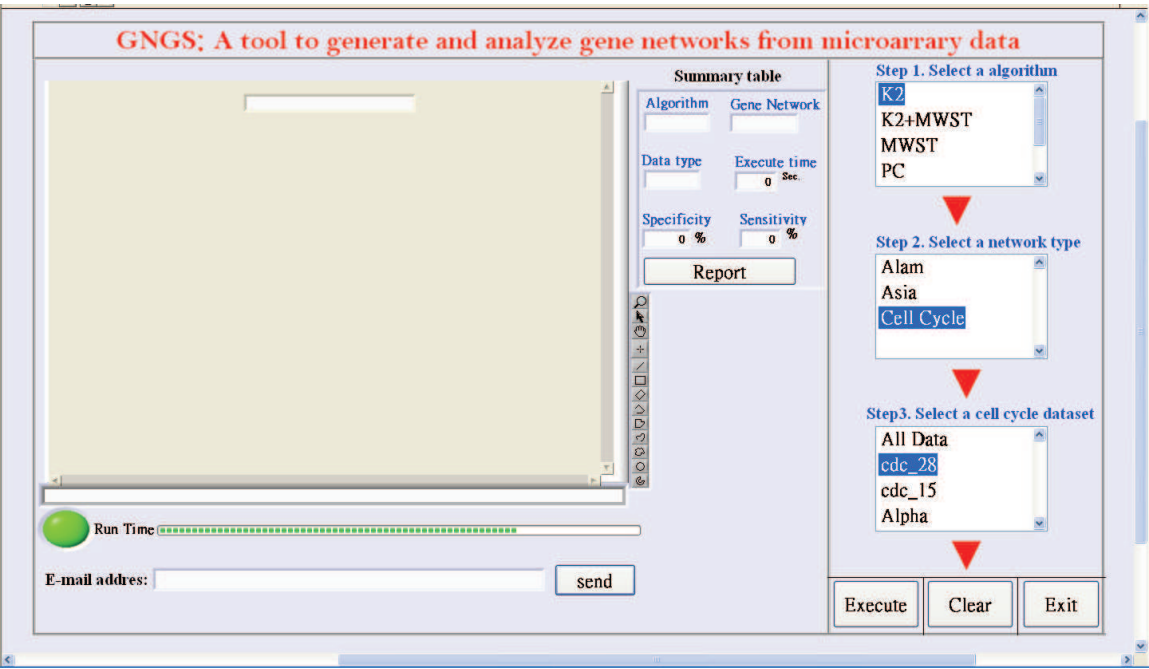 GNGS: A tool to generate and analyze gene networks from microarrary data
Summary table
Algorithm Gene Network
Data type Execute time
0 Sec.
Specificity Sensitivity
0 % 0 %
Report
Run Time
E-mail addres: send
Step 1. Select a algorithm
K2
K2+MWST
MWST
PC
Step 2. Select a network type
Alam
Asia
Cell Cycle
Step3. Select a cell cycle dataset
All Data
cdc_28
cdc_15
Alpha
Execute Clear Exit